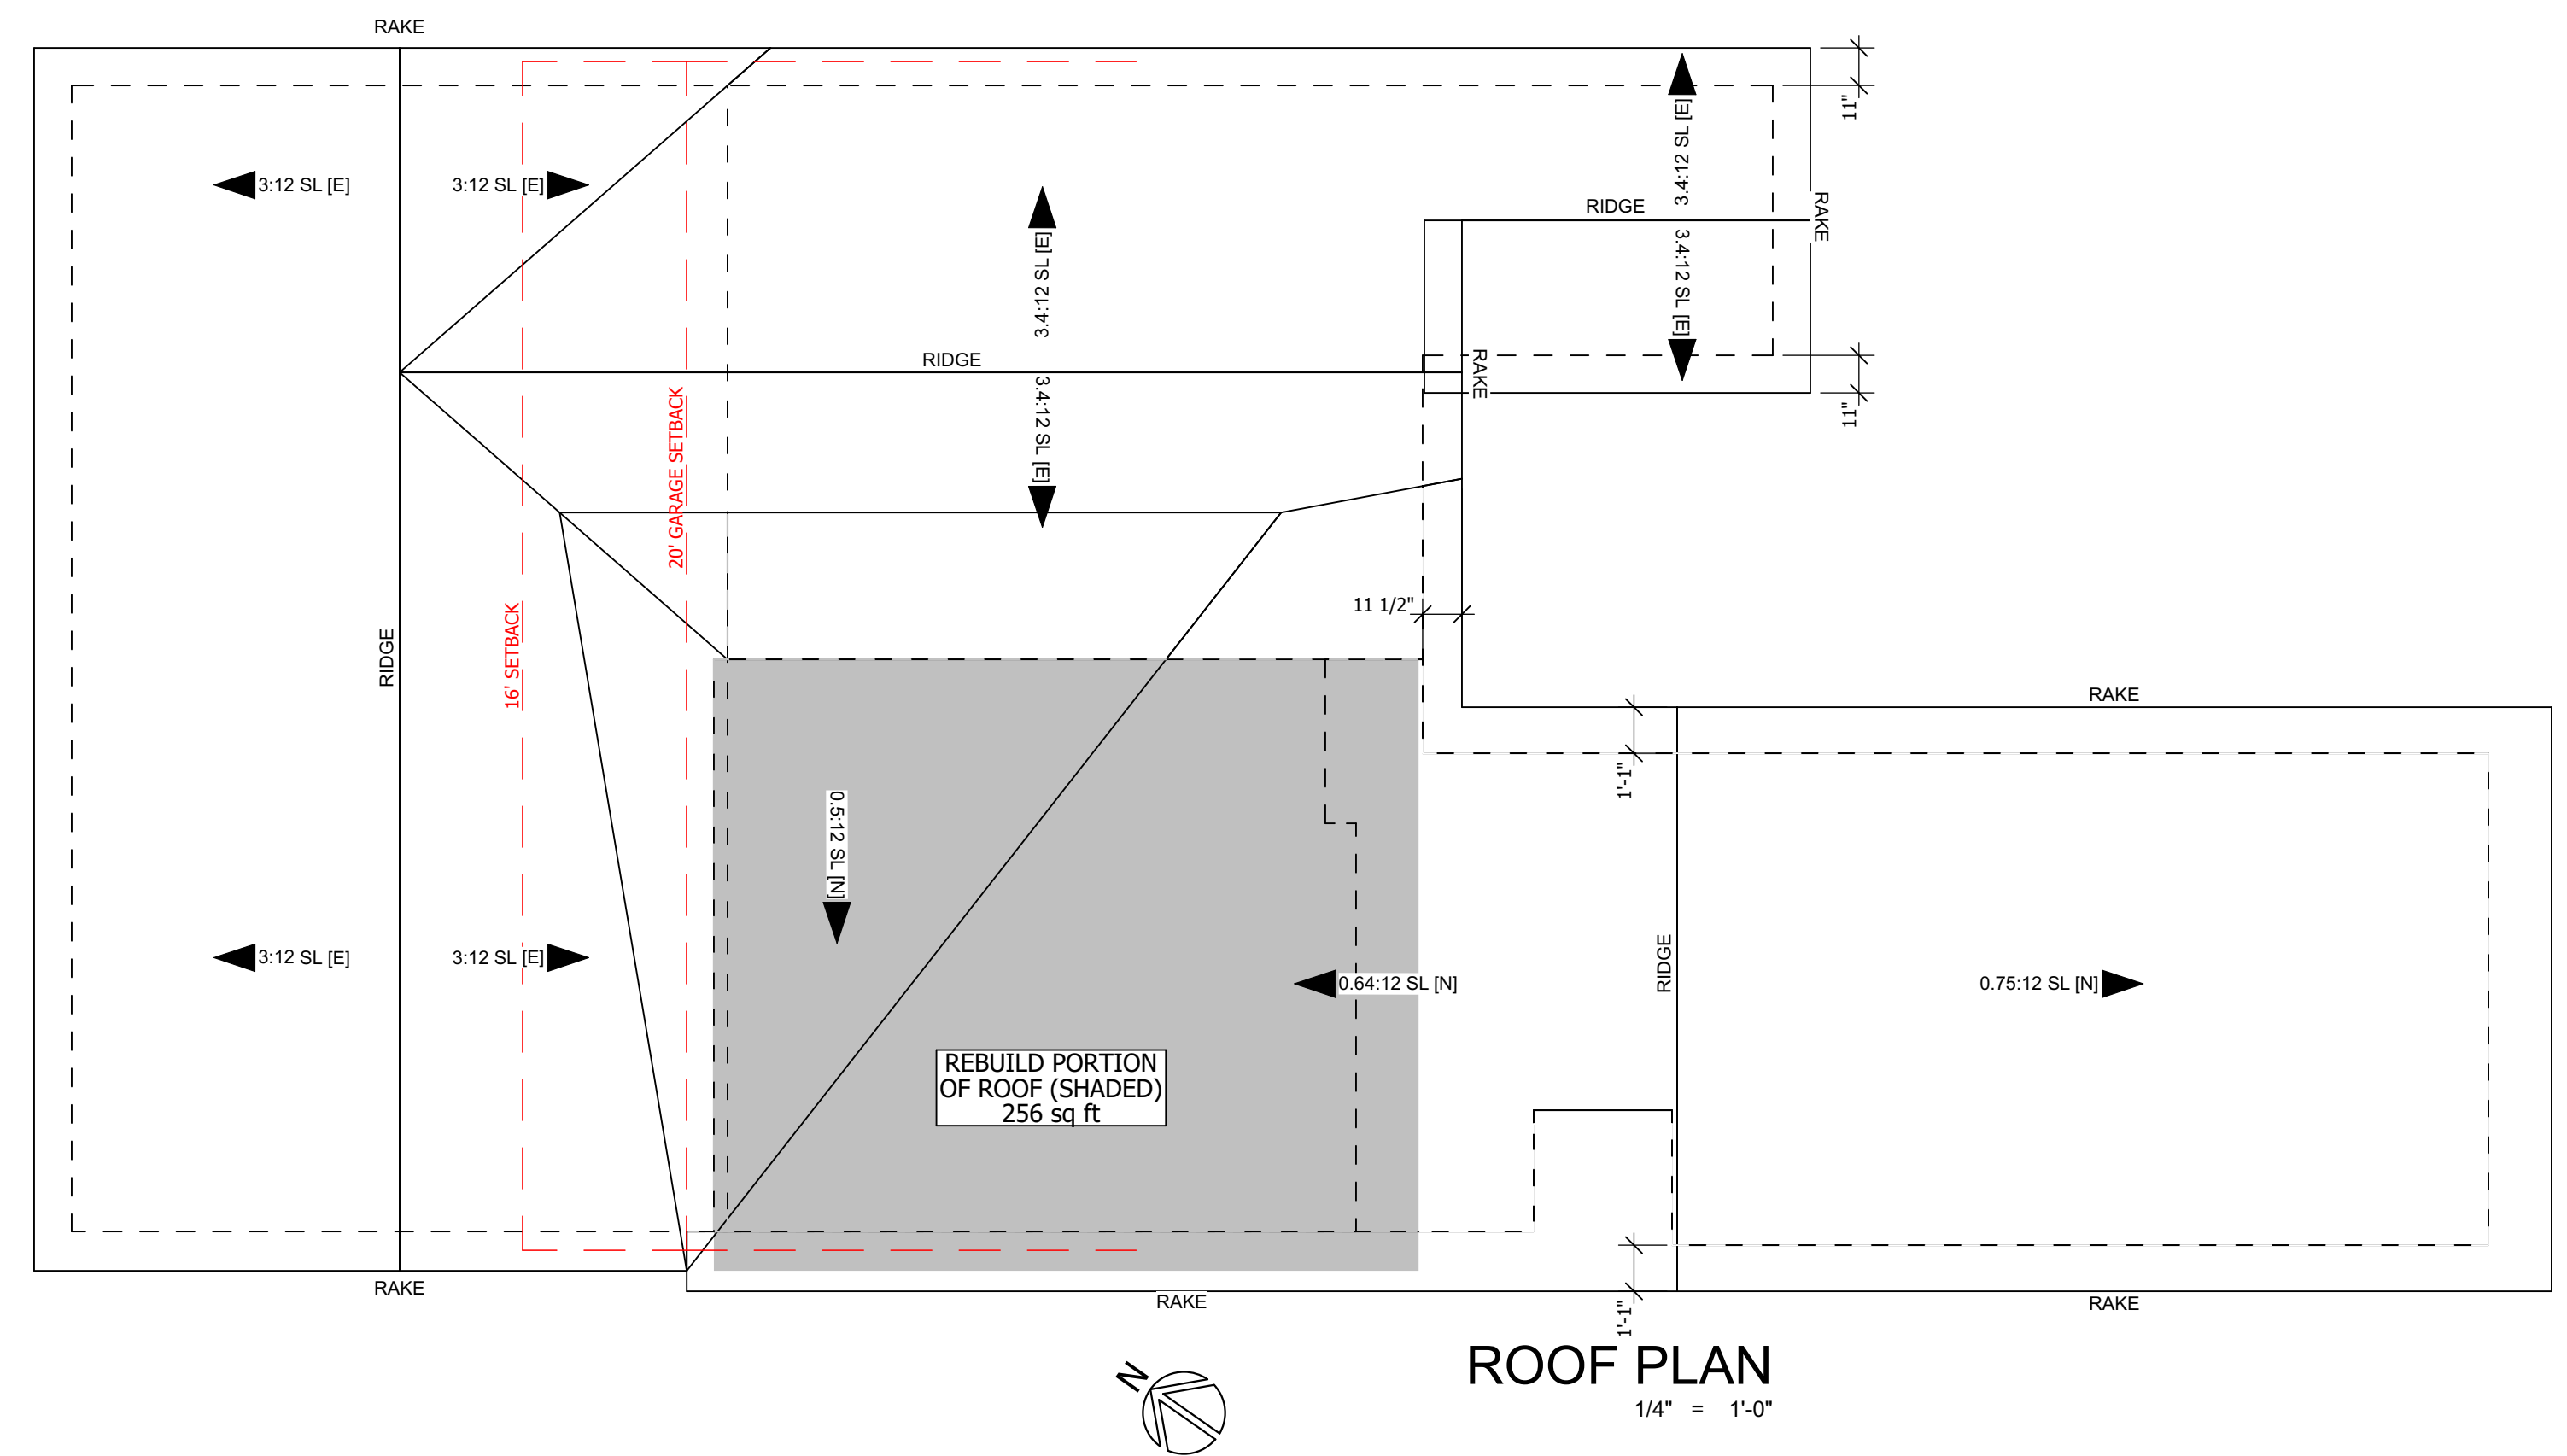 RAKE
11"
3:12 SL [E]
3:12 SL [E]
3.4:12 SL [E]
3.4:12 SL [E]
RIDGE
RAKE
3.4:12 SL [E]
3.4:12 SL [E]
RIDGE
RAKE
11"
20' GARAGE SETBACK
16' SETBACK
RIDGE
11 1/2"
RAKE
1'-1"
0.5:12 SL [N]
3:12 SL [E]
3:12 SL [E]
0.64:12 SL [N]
RIDGE
0.75:12 SL [N]
REBUILD PORTION
OF ROOF (SHADED)
256 sq ft
RAKE
RAKE
1'-1"
RAKE
N
ROOF PLAN
1/4" = 1'-0"